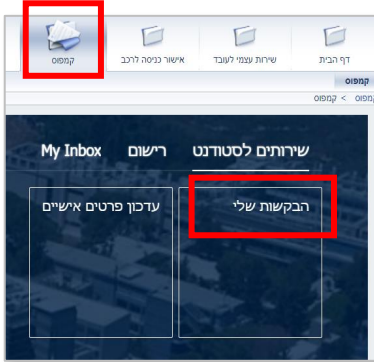 דף הבית שירות עצמי לעובד אישור כניסה לרכב קמפוס
קמפוס
קמפוס > קמפוס
שירותים לסטודנט רישום My Inbox
הבקשות שלי עדכון פרטים אישיים